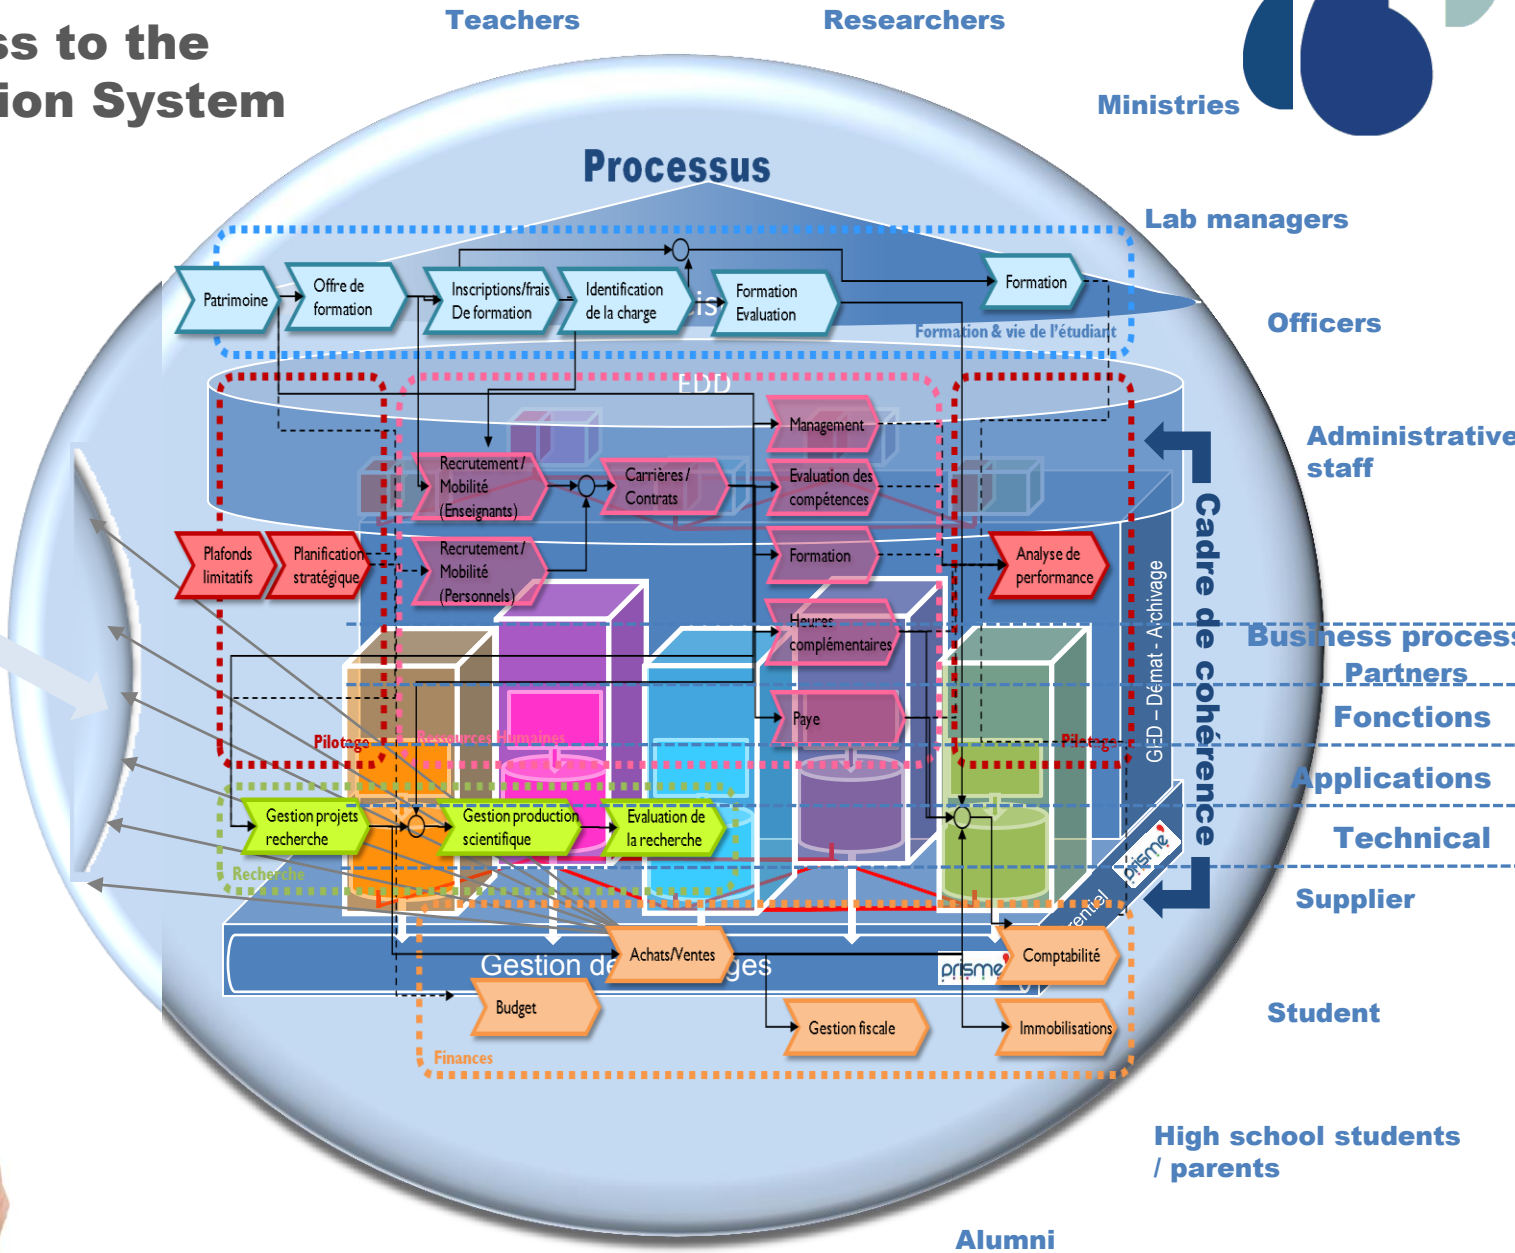 Teachers
Researchers
ss to the
ion System
Ministries
Processus
Lab managers
Patrimoine
Offre de
formation
Inscriptions/frais
De formation
Identification
de la charge
Formation
Evaluation
Formation
Formation & vie de l'étudiant
Officers
EDD
Management
Administrative
staff
Recrutement /
Mobilité
(Enseignants)
Carrières /
Contrats
Evaluation des
compétences
Plafonds
limitatifs
Planification
stratégique
Recrutement /
Mobilité
(Personnels)
Formation
Analyse de
performance
Heures
complémentaires
Paye
GED – Démat - Archivage
Cadre de cohérence
Business process
Partners
Fonctions
Applications
Technical
Pilotage
Ressources Humaines
Pilotage
Gestion projets
recherche
Gestion production
scientifique
Evaluation de
la recherche
Recherche
prisme
Supplier
Achats/Ventes
Gestion de
ges
prisme
Comptabilité
Budget
Gestion fiscale
Immobilisations
Finances
Student
High school students
/ parents
Alumni